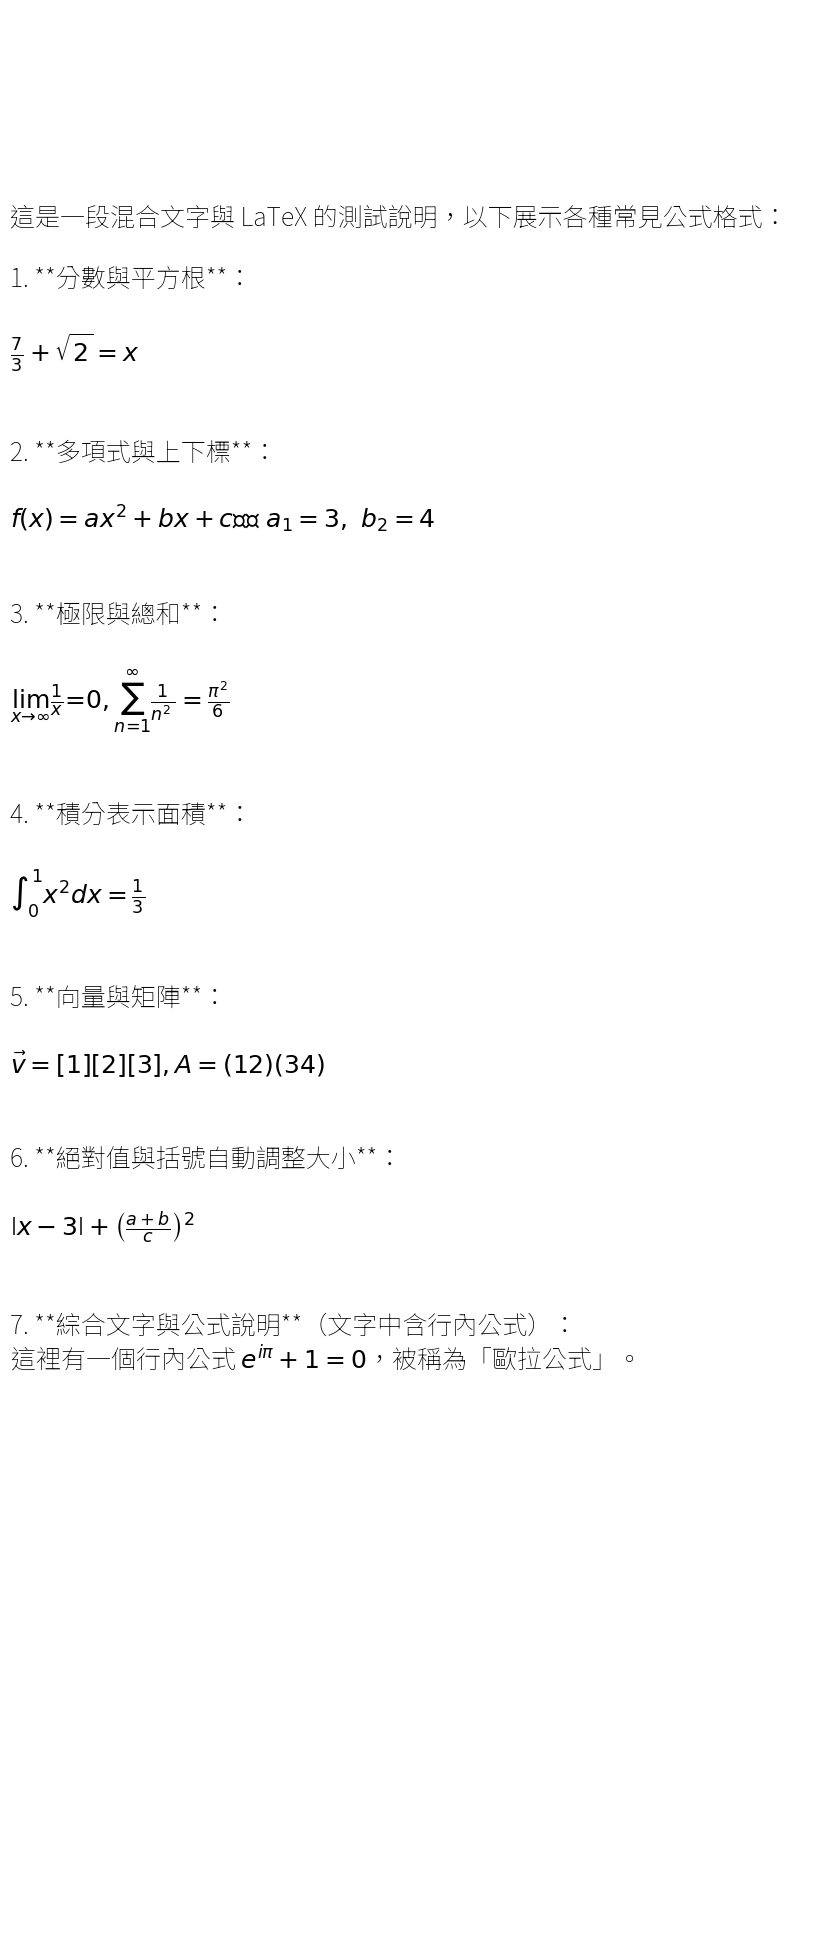 這是一段混合文字與 LaTeX 的測試說明，以下展示各種常見公式格式：
1. **分數與平方根**：
\frac{7}{3} + \sqrt{2} = x
2. **多項式與上下標**：
f(x) = ax^2 + bx + c a_1 = 3, b_2 = 4
3. **極限與總和**：
\lim_{x→∞} \frac{1}{x} = 0, \sum_{n=1}^{∞} \frac{1}{n^2} = \frac{π^2}{6}
4. **積分表示面積**：
\int_0^1 x^2 dx = \frac{1}{3}
5. **向量與矩陣**：
\vec{v} = [1][2][3], A = (12)(34)
6. **絕對值與括號自動調整大小**：
|x − 3| + (\frac{a+b}{c})^2
7. **綜合文字與公式說明**（文字中含行內公式）：
這裡有一個行內公式 e^{iπ} + 1 = 0，被稱為「歐拉公式」。